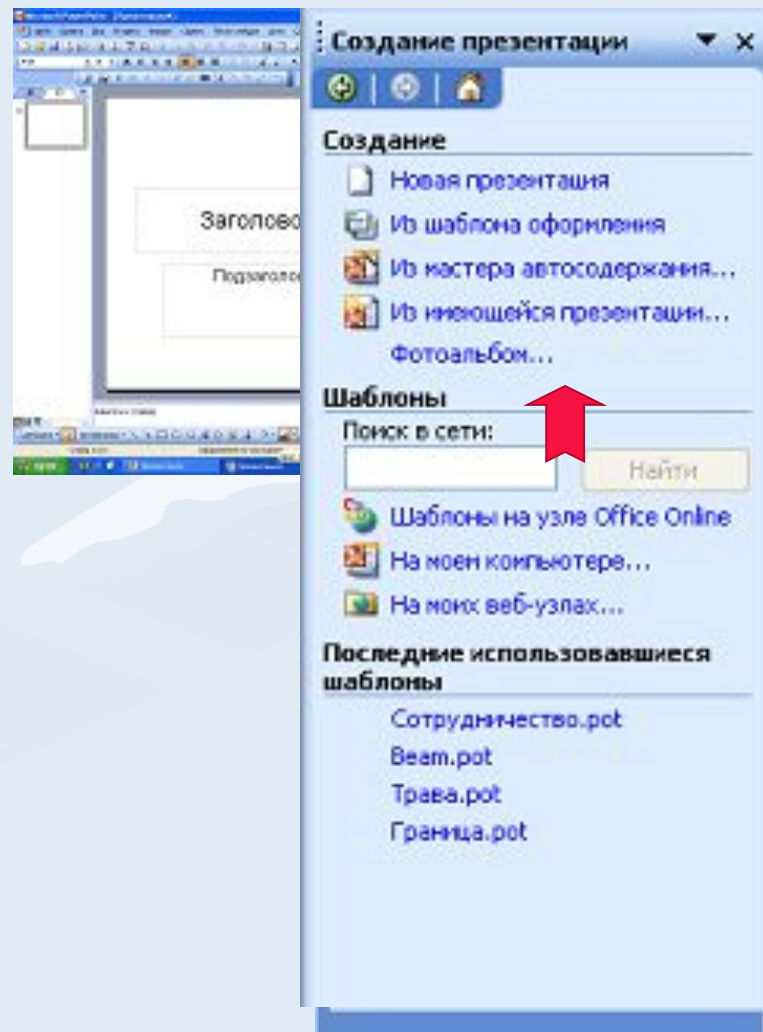 Создание презентации
Создание
Новая презентация
Из шаблона оформления
Из мастера автосодержания...
Из имеющейся презентации...
Фотоальбом...
Шаблоны
Поиск в сети:
Найти
Шаблоны на узле Office Online
На моем компьютере...
На моих веб-узлах...
Последние использовавшиеся
шаблоны
Сотрудничество.pot
Beam.pot
Трава.pot
Граница.pot
Заголово
Подзаголо